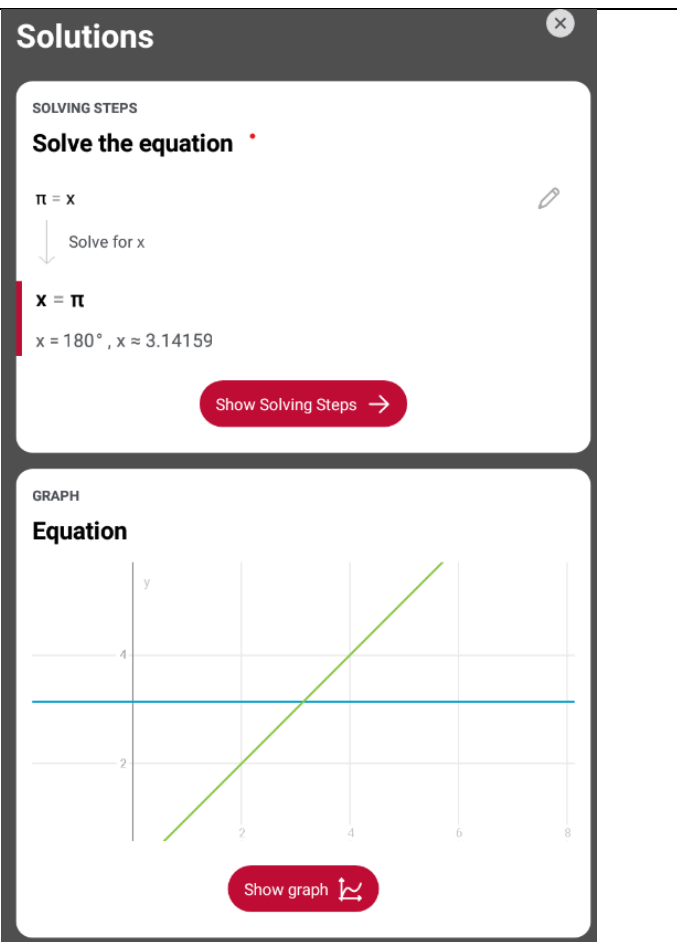 Solutions
SOLVING STEPS
Solve the equation
π = x
Solve for x
x = π
x = 180° , x ≈ 3.14159
Show Solving Steps
GRAPH
Equation
y
4
2
2 4 6 8
Show graph